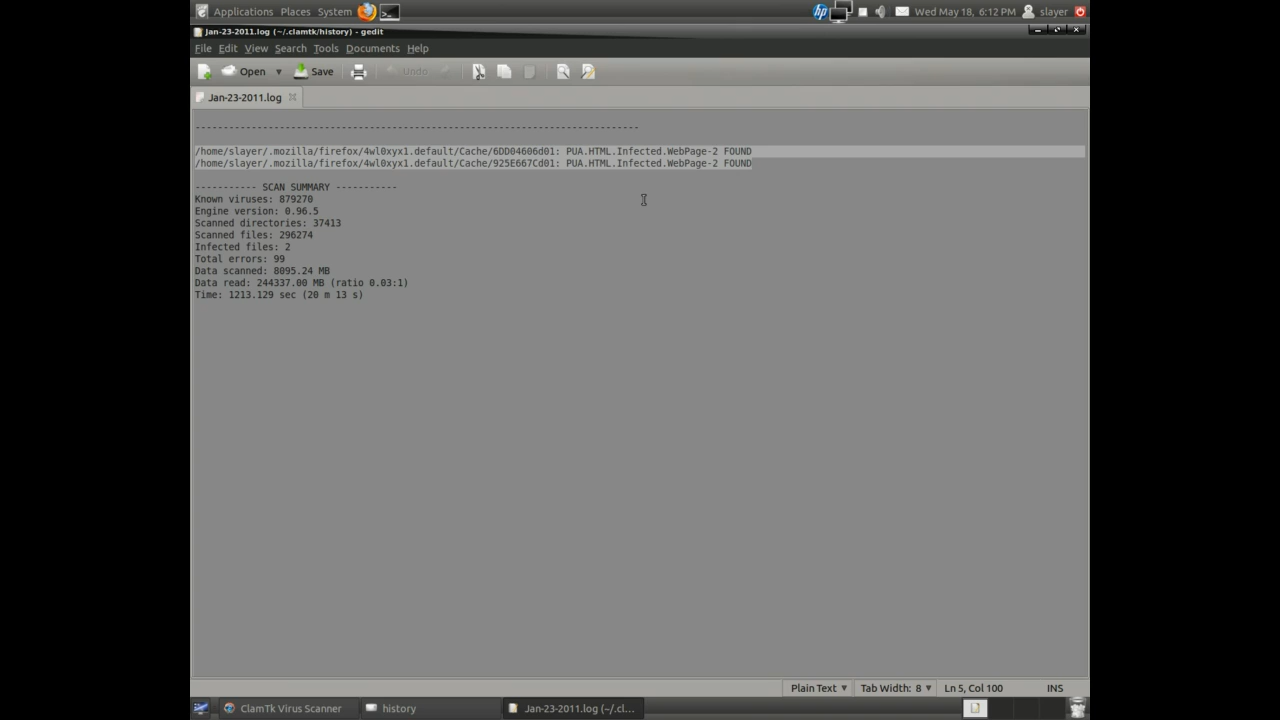 Applications Places System
hp
Wed May 18, 6:12 PM slayer
Jan-23-2011.log (~/.clamtk/history) - gedit
File Edit View Search Tools Documents Help
Open Save Undo
Jan-23-2011.log
-------------------------------------------------------------------------------
/home/slayer/.mozilla/firefox/4wl0xyx1.default/Cache/6DD04606d01: PUA.HTML.Infected.WebPage-2 FOUND
/home/slayer/.mozilla/firefox/4wl0xyx1.default/Cache/925E667Cd01: PUA.HTML.Infected.WebPage-2 FOUND
----------- SCAN SUMMARY -----------
Known viruses: 879270
Engine version: 0.96.5
Scanned directories: 37413
Scanned files: 296274
Infected files: 2
Total errors: 99
Data scanned: 8095.24 MB
Data read: 244337.00 MB (ratio 0.03:1)
Time: 1213.129 sec (20 m 13 s)
Plain Text Tab Width: 8 Ln 5, Col 100 INS
ClamTk Virus Scanner history Jan-23-2011.log (~/.cl...